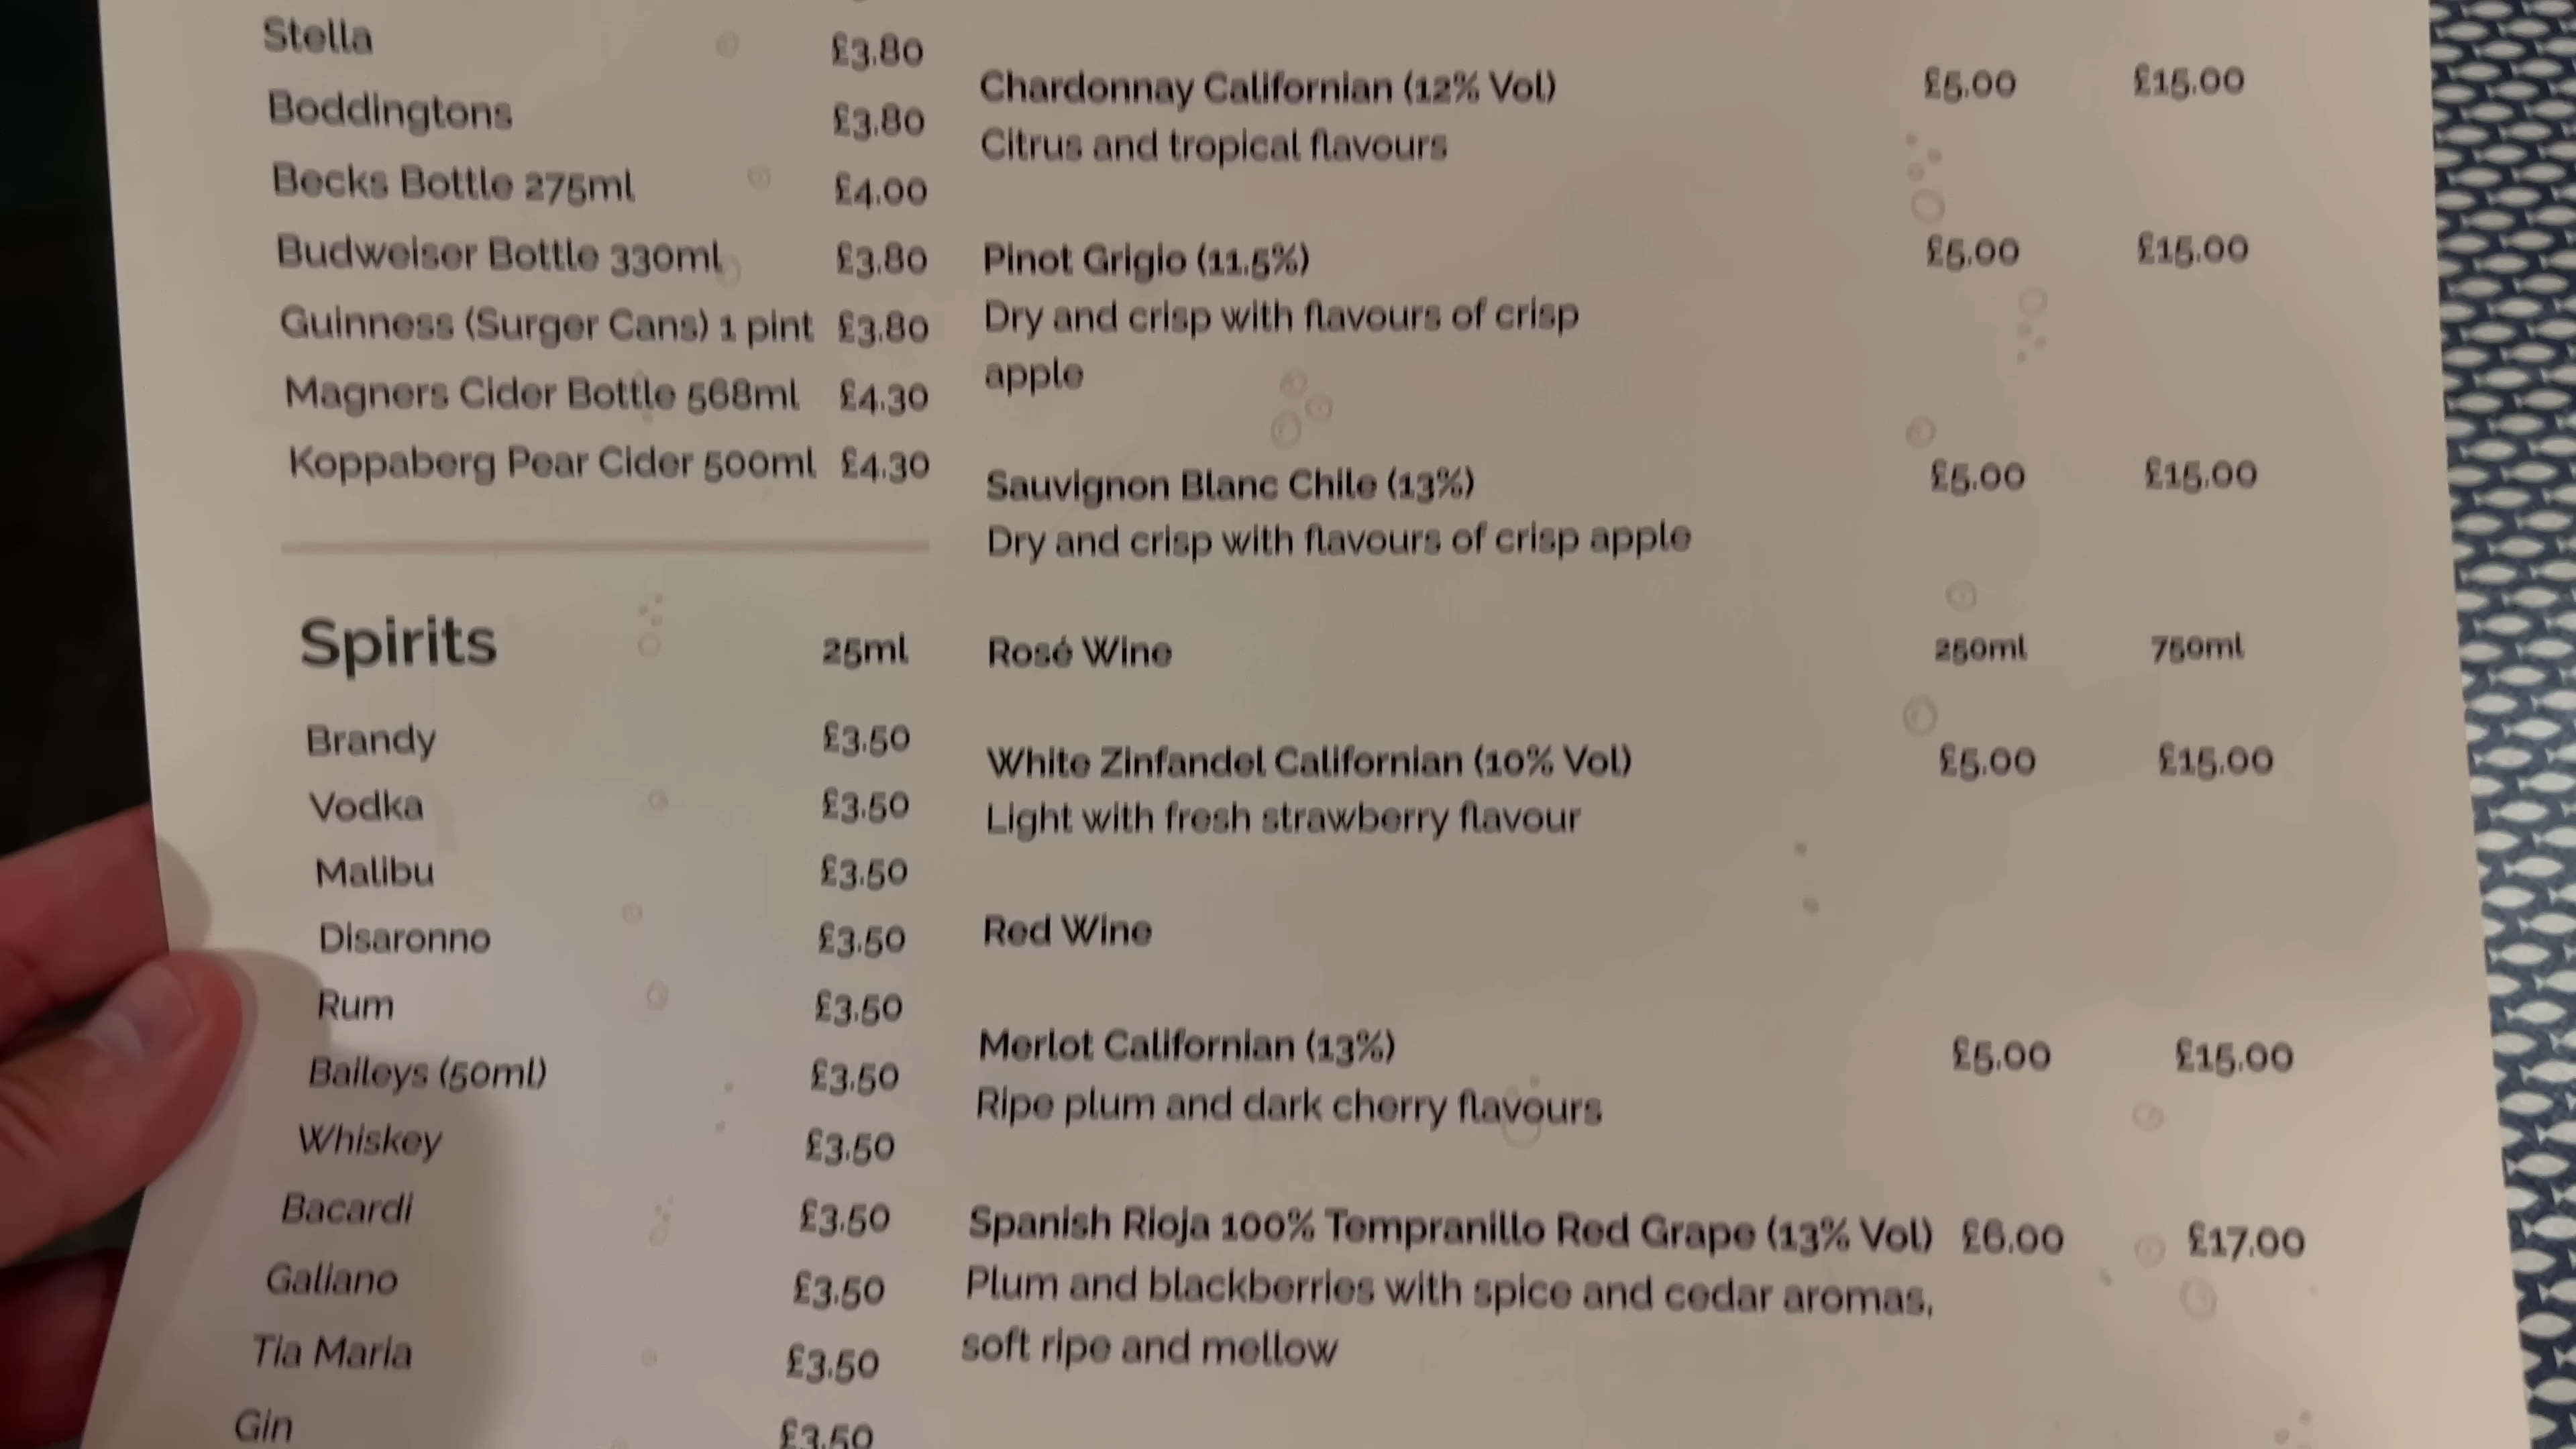 Stella £3.80
Boddingtons £3.80
Becks Bottle 275ml £4.00
Budweiser Bottle 330ml £3.80
Guinness (Surger Cans) 1 pint £3.80
Magners Cider Bottle 568ml £4.30
Koppaberg Pear Cider 500ml £4.30
Spirits 25ml
Brandy £3.50
Vodka £3.50
Malibu £3.50
Disaronno £3.50
Rum £3.50
Baileys (50ml) £3.50
Whiskey £3.50
Bacardi £3.50
Galiano £3.50
Tia Maria £3.50
Gin £3.50
Chardonnay Californian (12% Vol) £5.00 £15.00
Citrus and tropical flavours
Pinot Grigio (11.5%) £5.00 £15.00
Dry and crisp with flavours of crisp
apple
Sauvignon Blanc Chile (13%) £5.00 £15.00
Dry and crisp with flavours of crisp apple
Rosé Wine 250ml 750ml
White Zinfandel Californian (10% Vol) £5.00 £15.00
Light with fresh strawberry flavour
Red Wine
Merlot Californian (13%) £5.00 £15.00
Ripe plum and dark cherry flavours
Spanish Rioja 100% Tempranillo Red Grape (13% Vol) £6.00 £17.00
Plum and blackberries with spice and cedar aromas,
soft ripe and mellow